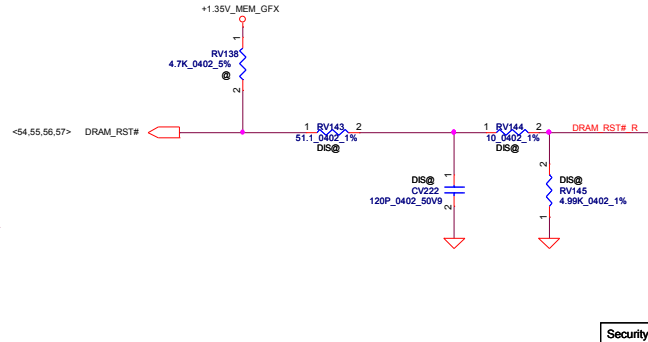 +1.35V_MEM_GFX
1
RV138
4.7K_0402_5%
@
2
<54,55,56,57> DRAM_RST#
1 RV143 2
51.1_0402_1%
DIS@
1 RV144 2
10_0402_1%
DIS@
DRAM_RST#_R
DIS@
1
CV222
120P_0402_50V9
2
2
DIS@
RV145
4.99K_0402_1%
1
Security